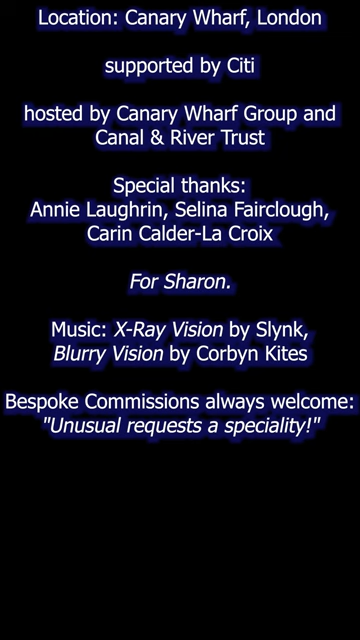 Location: Canary Wharf, London
supported by Citi
hosted by Canary Wharf Group and
Canal & River Trust
Special thanks:
Annie Laughrin, Selina Fairclough,
Carin Calder-La Croix
For Sharon.
Music: X-Ray Vision by Slynk,
Blurry Vision by Corbyn Kites
Bespoke Commissions always welcome:
"Unusual requests a speciality!"